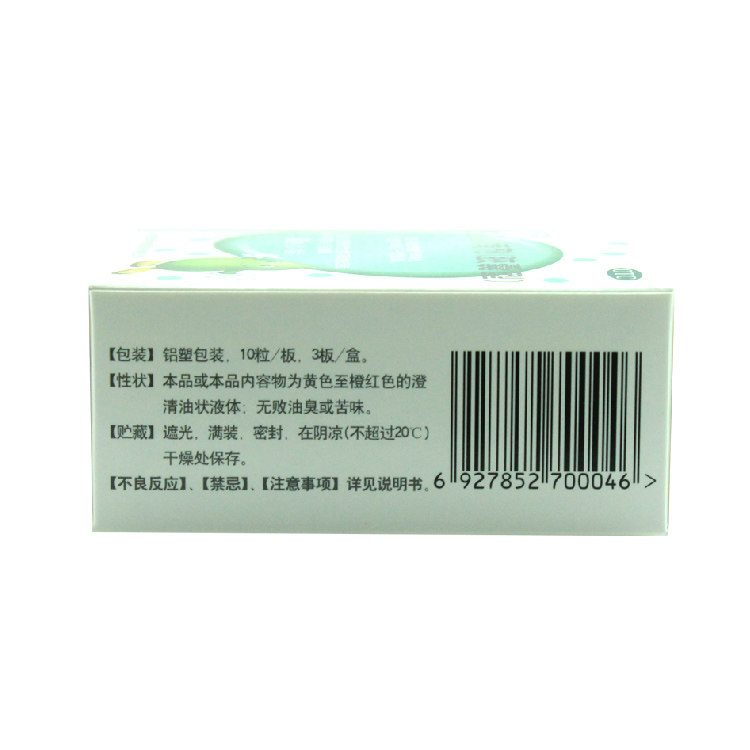 【包装】铝塑包装，10粒/板，3板/盒。
【性状】本品或本品内容物为黄色至橙红色的澄
清油状液体；无败油臭或苦味。
【贮藏】遮光，满装，密封，在阴凉(不超过20℃)
干燥处保存。
【不良反应】、【禁忌】、【注意事项】详见说明书。
6 927852 700046 >